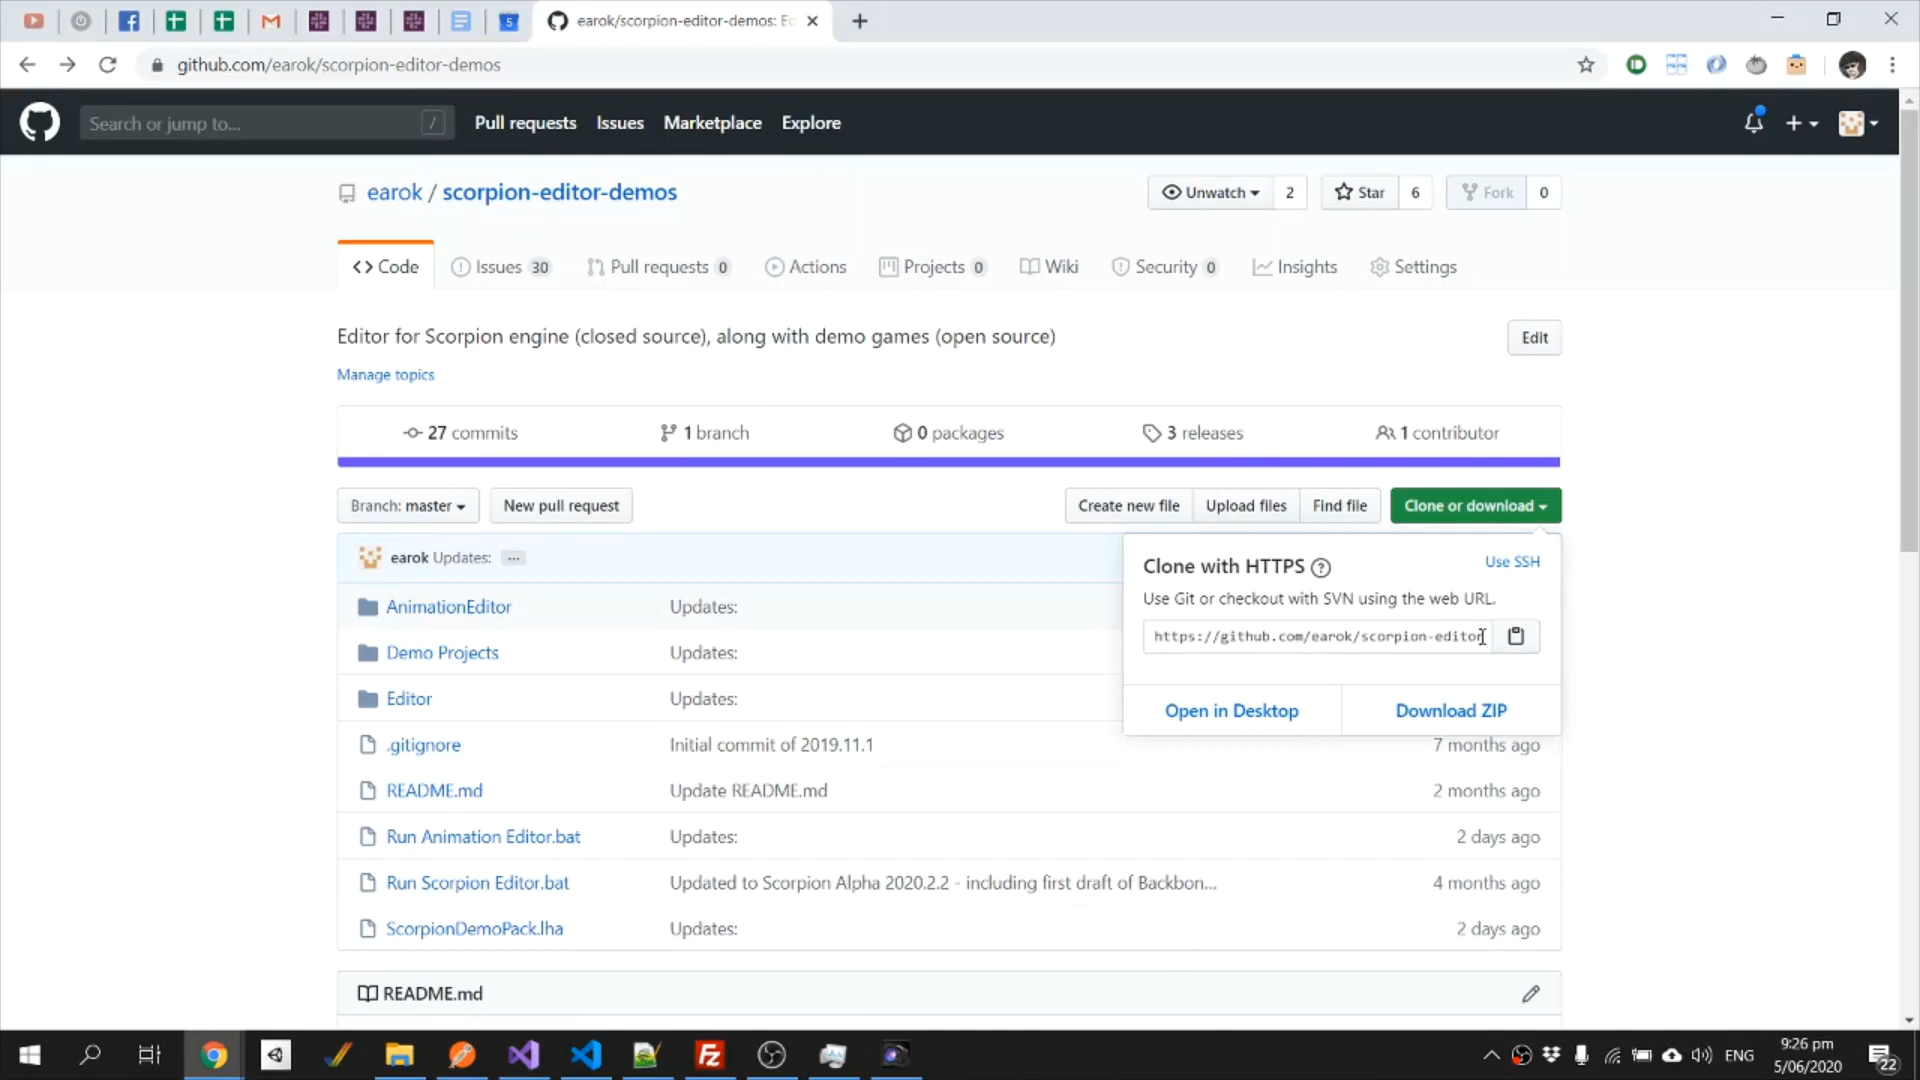 earok/scorpion-editor-demos: Ec
github.com/earok/scorpion-editor-demos
Search or jump to...
/
Pull requests
Issues
Marketplace
Explore
earok / scorpion-editor-demos
Unwatch 2
Star 6
Fork 0
Code
Issues 30
Pull requests 0
Actions
Projects 0
Wiki
Security 0
Insights
Settings
Editor for Scorpion engine (closed source), along with demo games (open source)
Edit
Manage topics
27 commits
1 branch
0 packages
3 releases
1 contributor
Branch: master
New pull request
Create new file
Upload files
Find file
Clone or download
earok Updates: ...
Clone with HTTPS ?
Use SSH
Use Git or checkout with SVN using the web URL.
https://github.com/earok/scorpion-editor
Open in Desktop
Download ZIP
AnimationEditor Updates:
Demo Projects Updates:
Editor Updates:
.gitignore Initial commit of 2019.11.1 7 months ago
README.md Update README.md 2 months ago
Run Animation Editor.bat Updates: 2 days ago
Run Scorpion Editor.bat Updated to Scorpion Alpha 2020.2.2 - including first draft of Backbon... 4 months ago
ScorpionDemoPack.lha Updates: 2 days ago
README.md
ENG
9:26 pm
5/06/2020
22